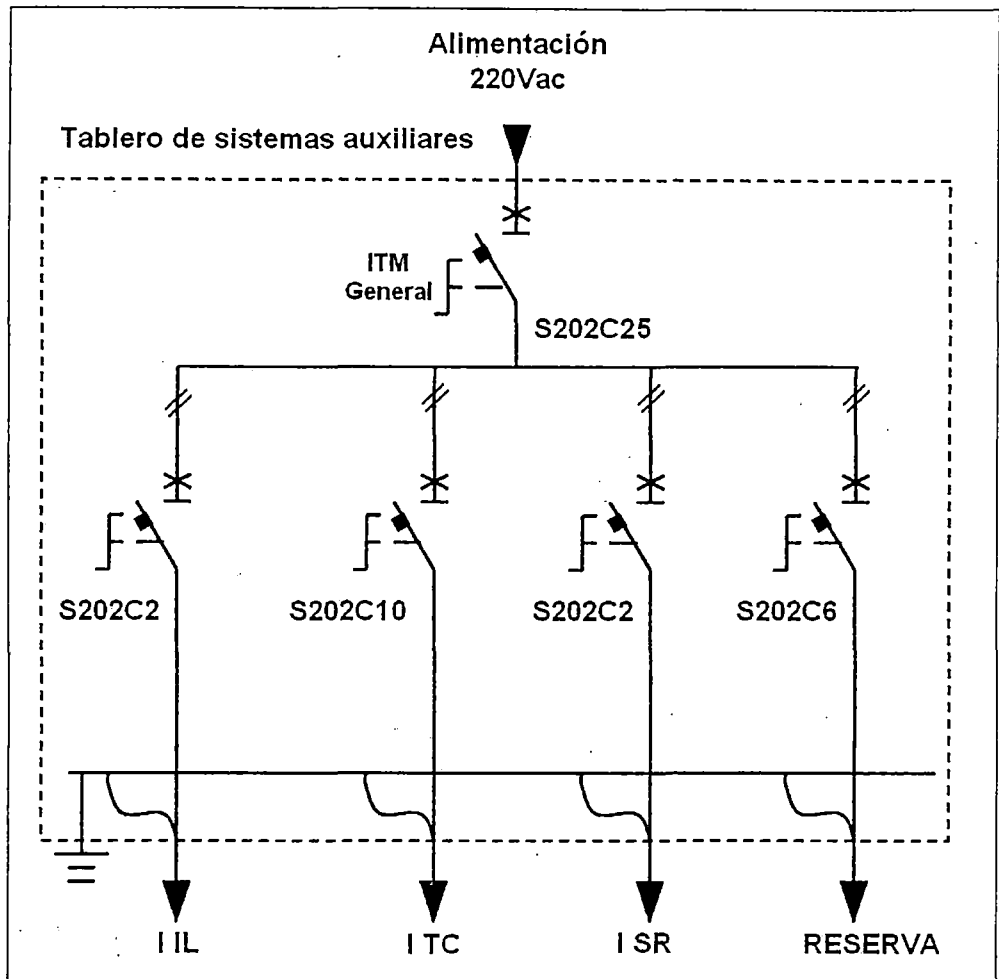 Alimentación
220Vac
Tablero de sistemas auxiliares
ITM
General
S202C25
S202C2
S202C10
S202C2
S202C6
I IL
I TC
I SR
RESERVA